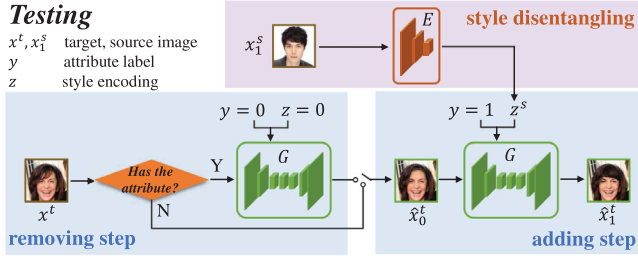 Testing
x^t, x_1^s target, source image
y attribute label
z style encoding
style disentangling
x_1^s
E
y = 0 z = 0
y = 1 z^s
G
G
Has the
attribute?
Y
N
x^t
x̂_0^t
x̂_1^t
removing step
adding step